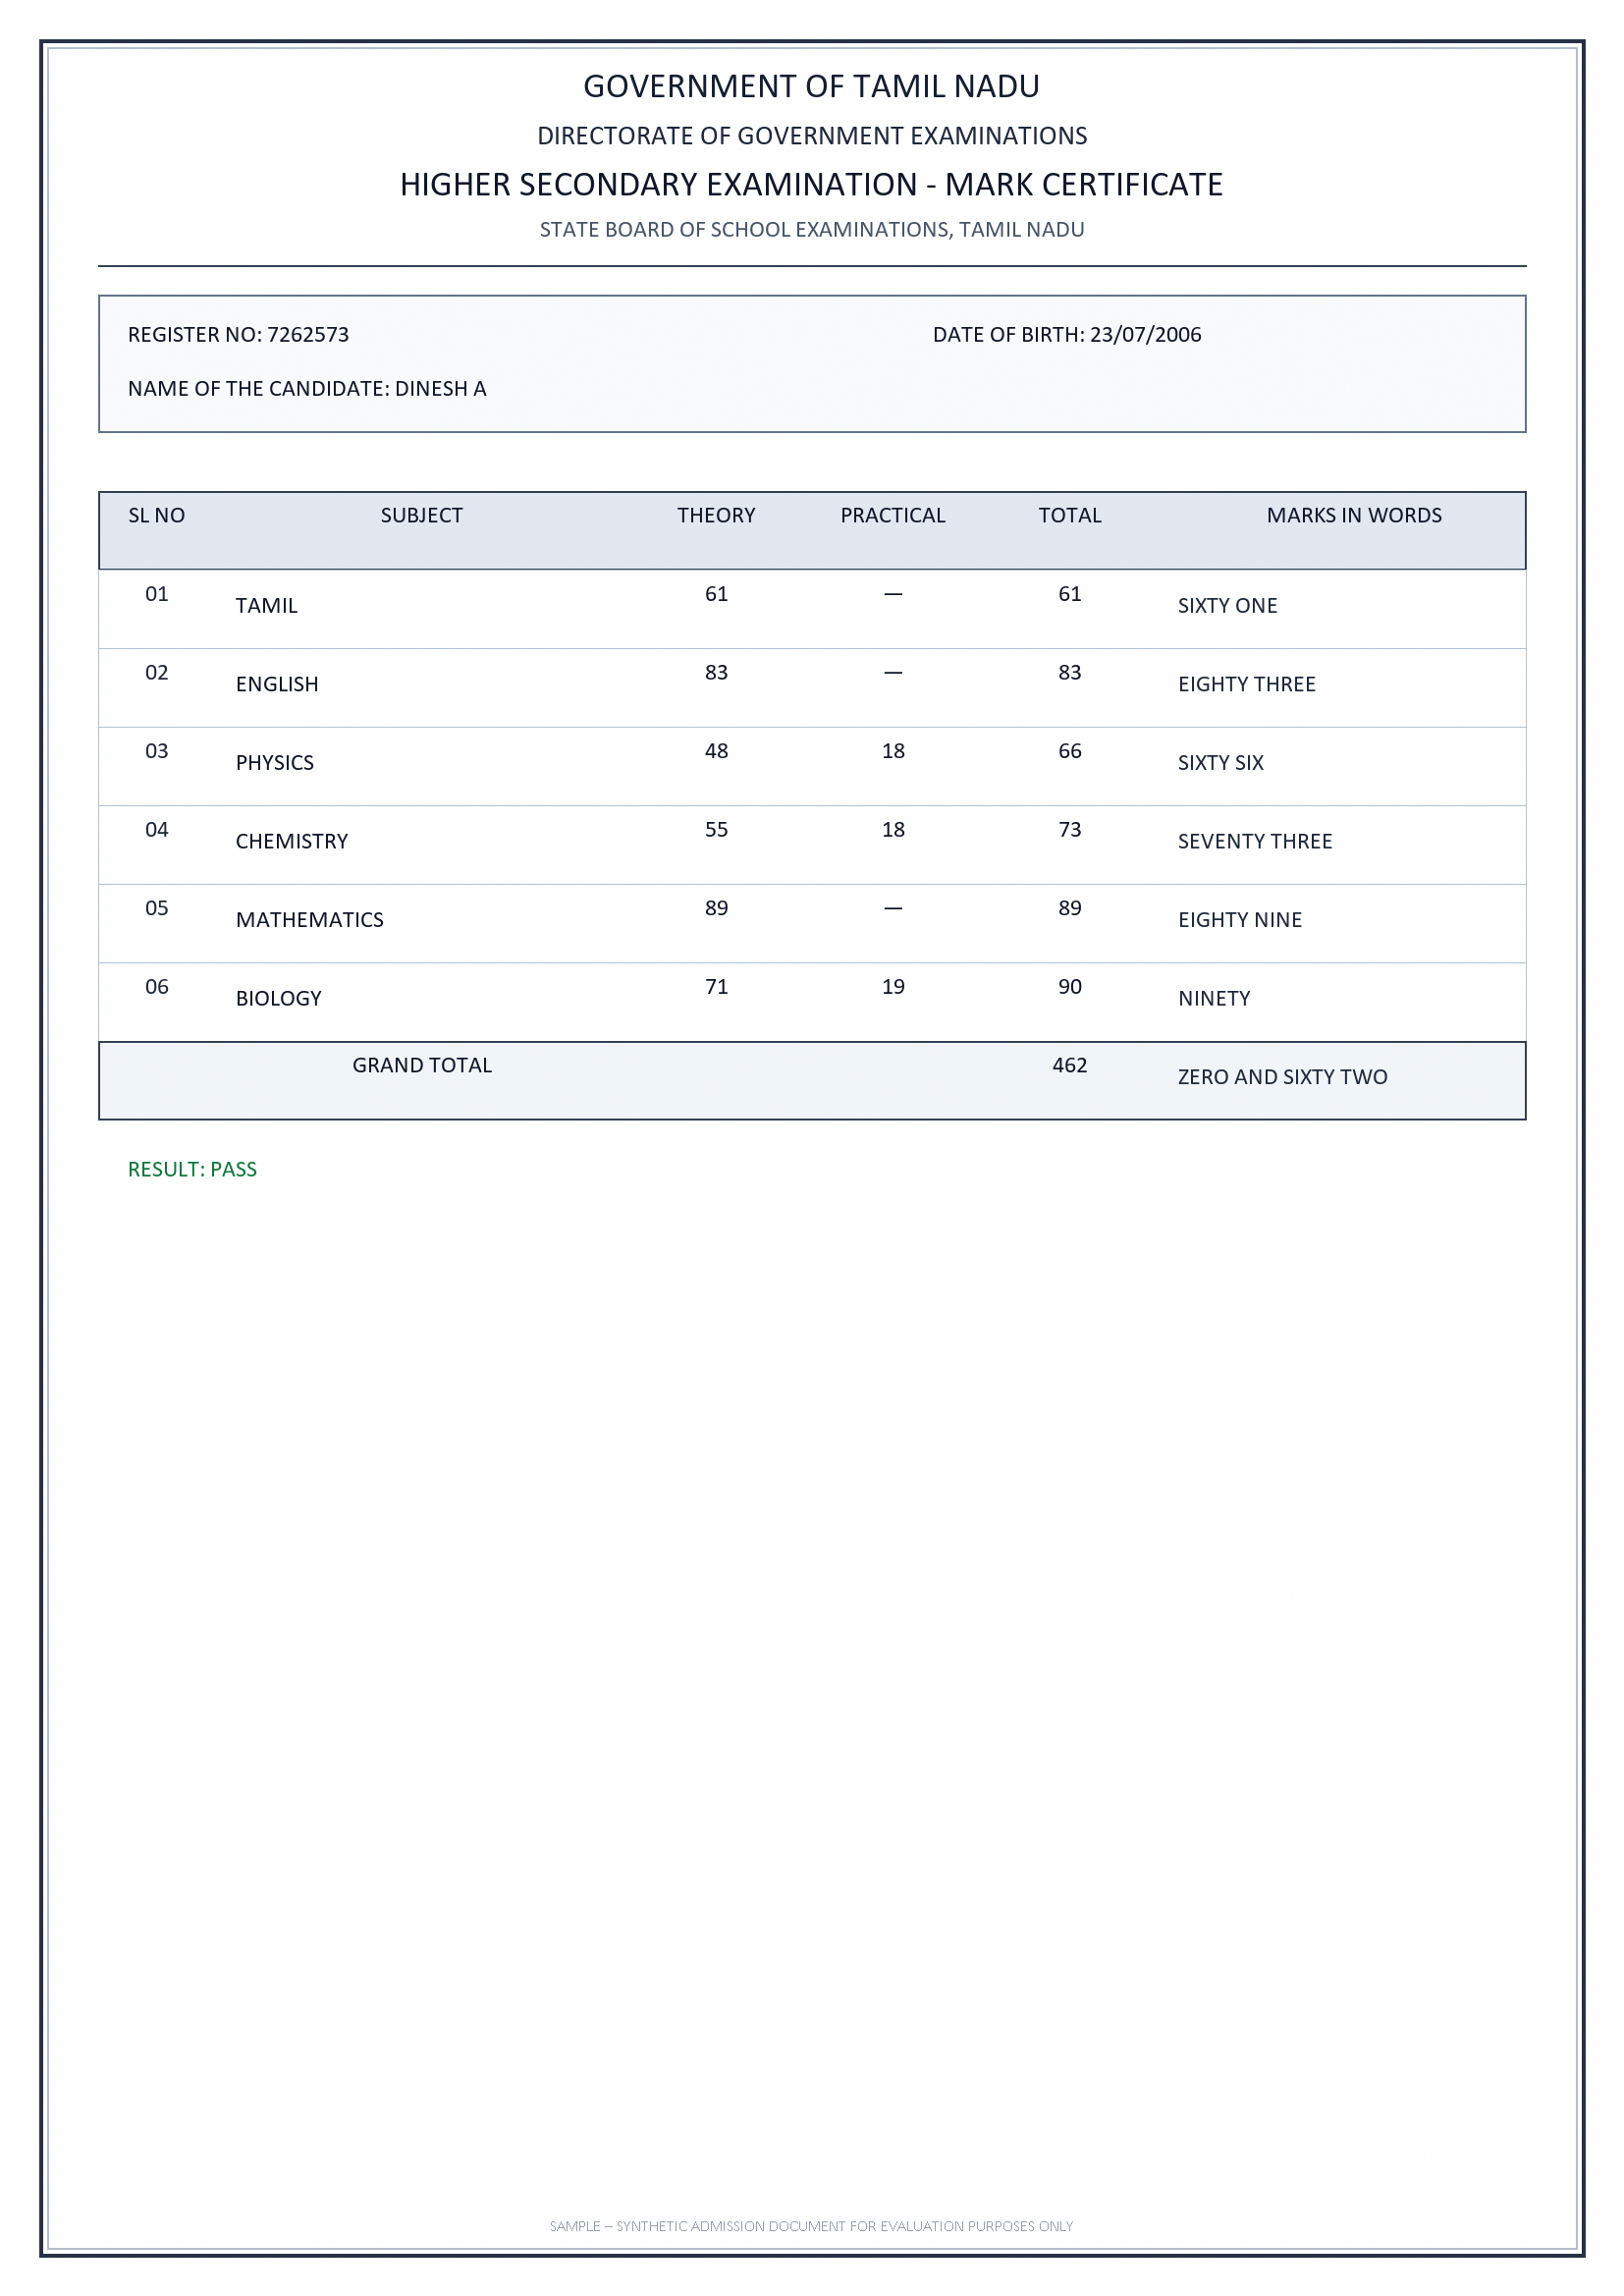 GOVERNMENT OF TAMIL NADU
DIRECTORATE OF GOVERNMENT EXAMINATIONS
HIGHER SECONDARY EXAMINATION - MARK CERTIFICATE
STATE BOARD OF SCHOOL EXAMINATIONS, TAMIL NADU
REGISTER NO: 7262573 DATE OF BIRTH: 23/07/2006
NAME OF THE CANDIDATE: DINESH A
SL NO SUBJECT THEORY PRACTICAL TOTAL MARKS IN WORDS
01 TAMIL 61 — 61 SIXTY ONE
02 ENGLISH 83 — 83 EIGHTY THREE
03 PHYSICS 48 18 66 SIXTY SIX
04 CHEMISTRY 55 18 73 SEVENTY THREE
05 MATHEMATICS 89 — 89 EIGHTY NINE
06 BIOLOGY 71 19 90 NINETY
GRAND TOTAL 462 ZERO AND SIXTY TWO
RESULT: PASS
SAMPLE – SYNTHETIC ADMISSION DOCUMENT FOR EVALUATION PURPOSES ONLY